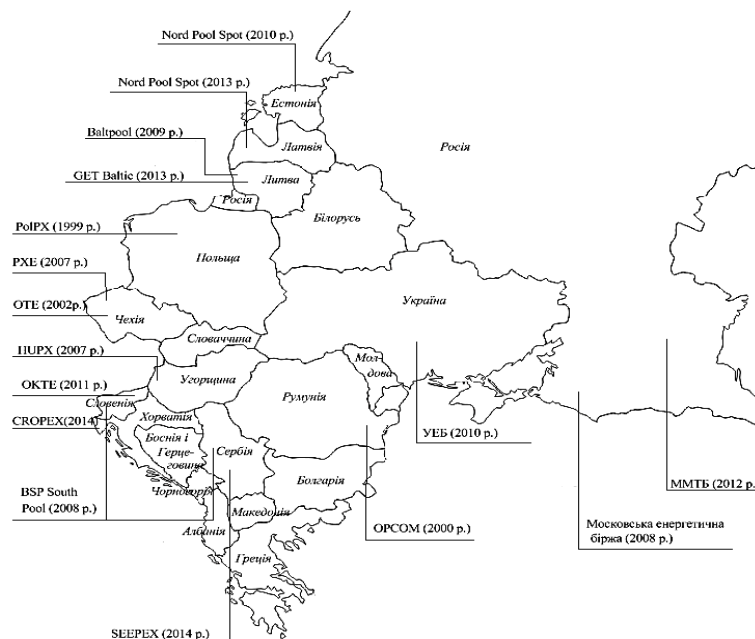 Nord Pool Spot (2010 р.)
Nord Pool Spot (2013 р.)
Естонія
Baltpool (2009 р.)
Латвія
Росія
GET Baltic (2013 р.)
Литва
Росія
Білорусь
PolPX (1999 р.)
Польща
PXE (2007 р.)
OTE (2002р.)
Чехія
Україна
Словаччина
HUPX (2007 р.)
Угорщина
Мол-
дова
OKTE (2011 р.)
Словенія
Румунія
CROPEX(2014)
Хорватія
УЕБ (2010 р.)
Боснія і
Герце-
говина
Сербія
BSP South
Pool (2008 р.)
Чорногорія
Болгарія
ММТБ (2012 р.)
Македонія
Албанія
ОРСОМ (2000 р.)
Московська енергетична
біржа (2008 р.)
Греція
SEEPEX (2014 р.)